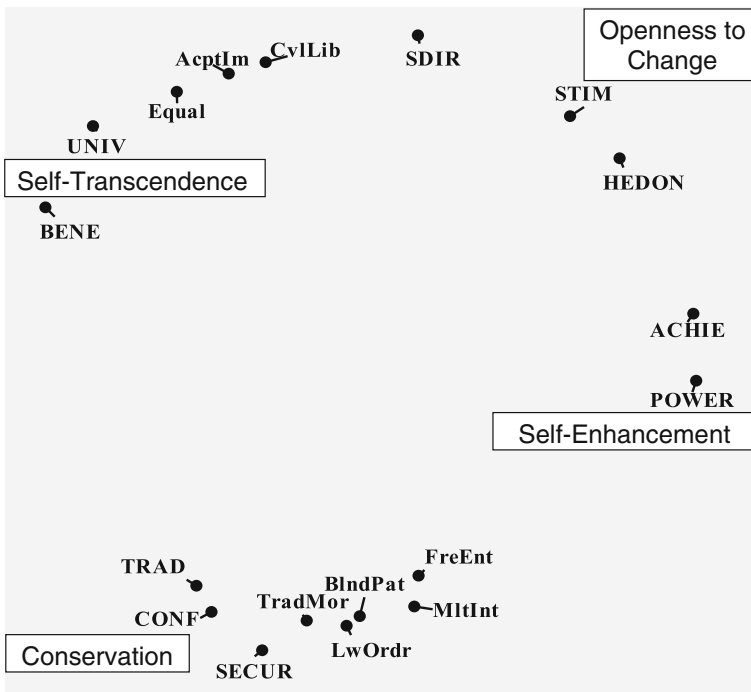 Openness to
Change
CvlLib
AcptIm
SDIR
STIM
Equal
UNIV
Self-Transcendence
HEDON
BENE
ACHIE
POWER
Self-Enhancement
FreEnt
TRAD
BlndPat
TradMor
MltInt
CONF
LwOrdr
Conservation
SECUR